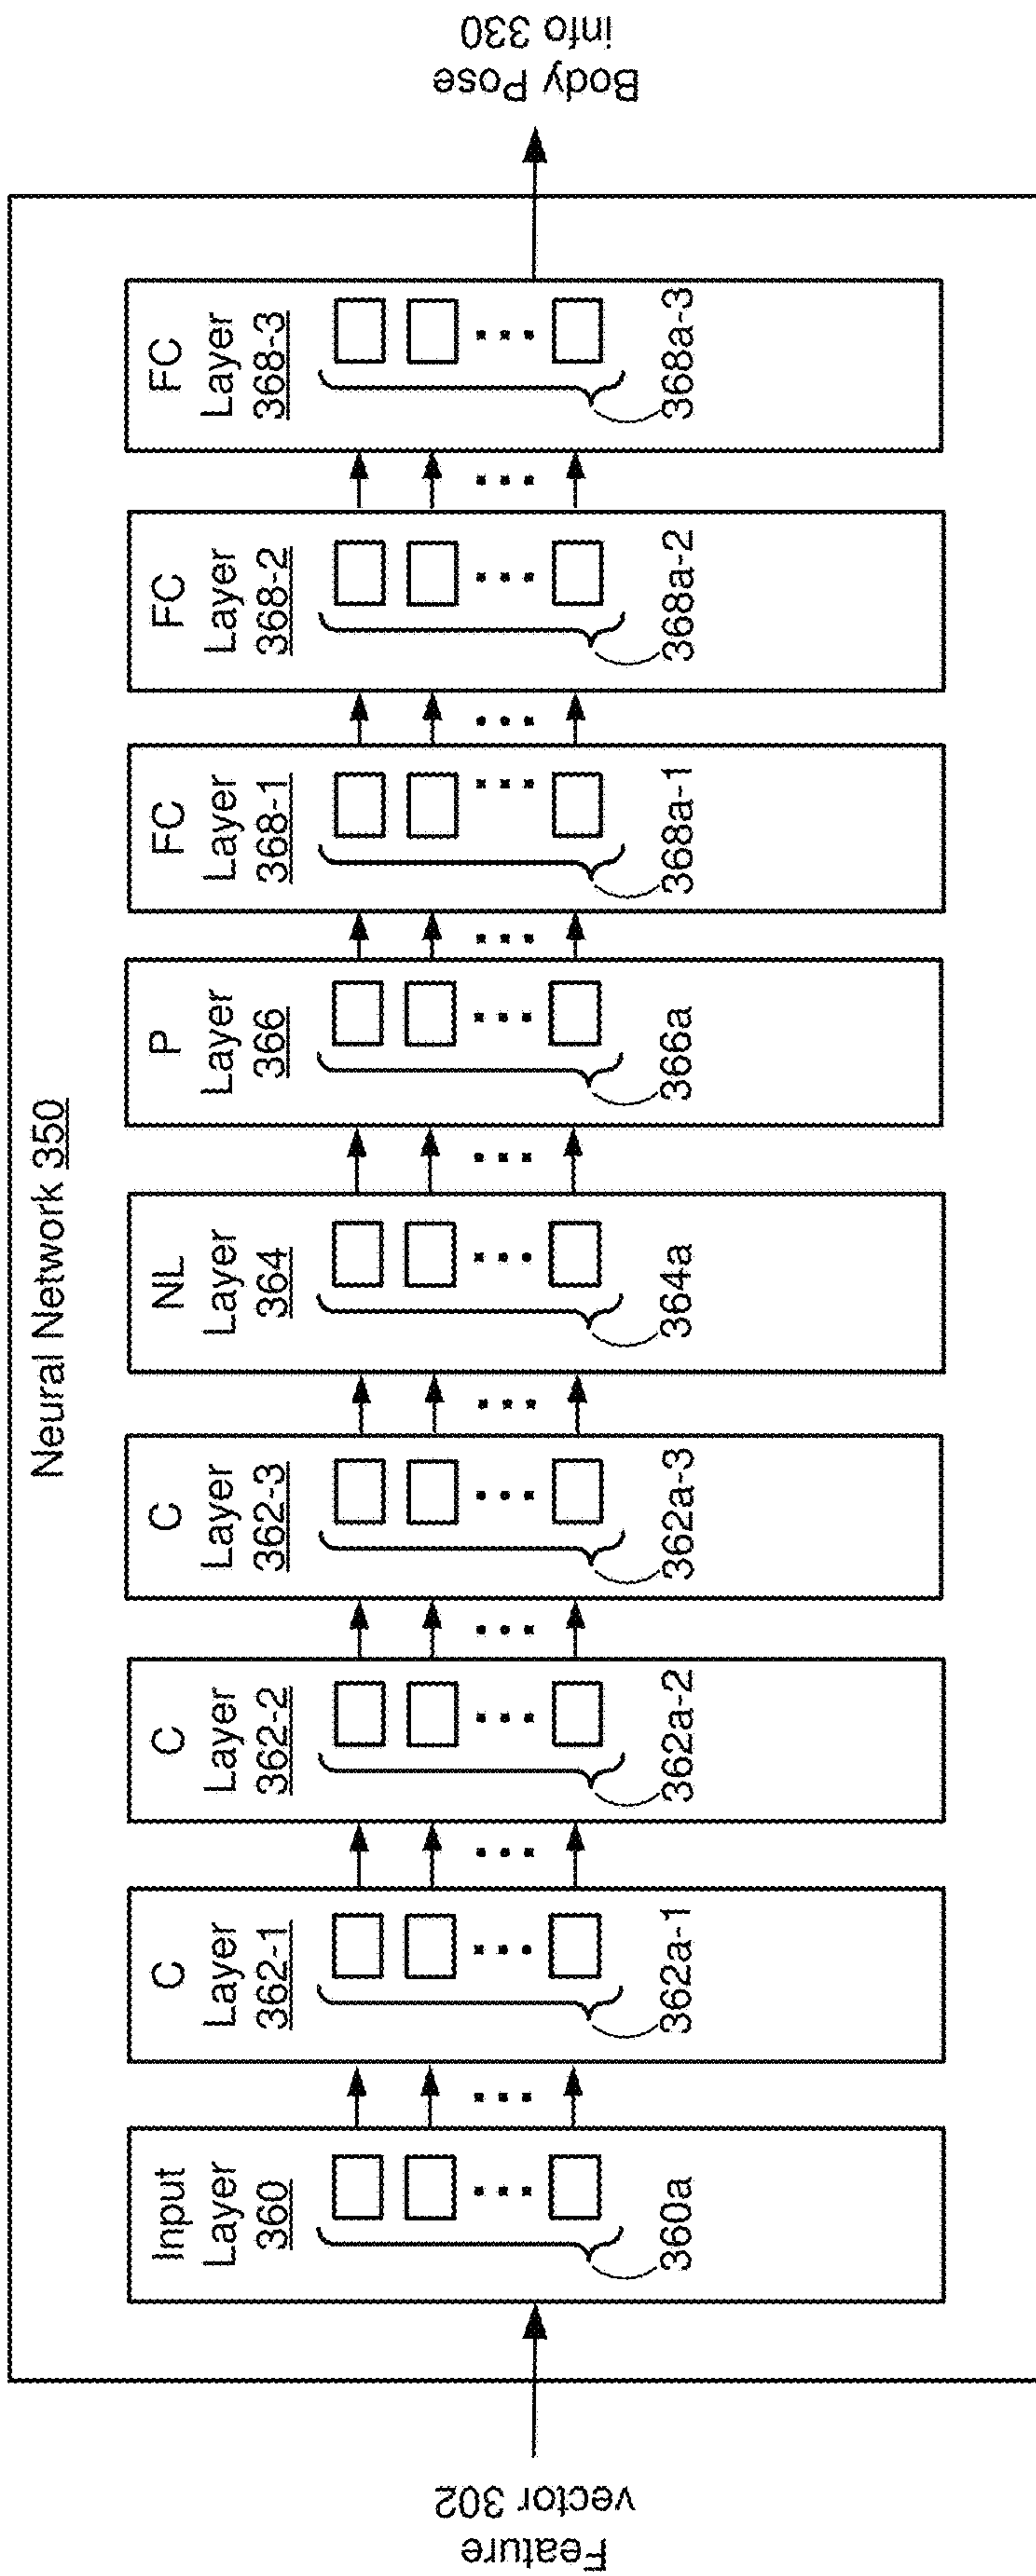 Neural Network 350
Feature
vector 302
Input
Layer
360
360a
C
Layer
362-1
362a-1
C
Layer
362-2
362a-2
C
Layer
362-3
362a-3
NL
Layer
364
364a
P
Layer
366
366a
FC
Layer
368-1
368a-1
FC
Layer
368-2
368a-2
FC
Layer
368-3
368a-3
Body Pose
info 330